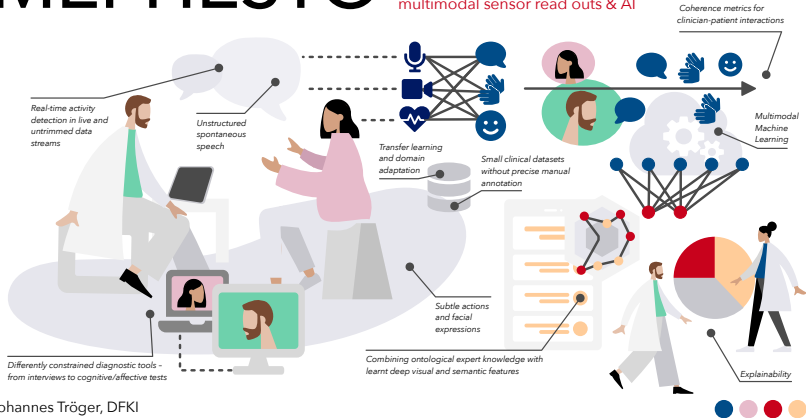 multimodal sensor read outs & AI
Coherence metrics for
clinician-patient interactions
Real-time activity
detection in live and
untrimmed data
streams
Unstructured
spontaneous
speech
Transfer learning
and domain
adaptation
Small clinical datasets
without precise manual
annotation
Multimodal
Machine
Learning
Subtle actions
and facial
expressions
Differently constrained diagnostic tools –
from interviews to cognitive/affective tests
Combining ontological expert knowledge with
learnt deep visual and semantic features
Explainability
ohannes Tröger, DFKI